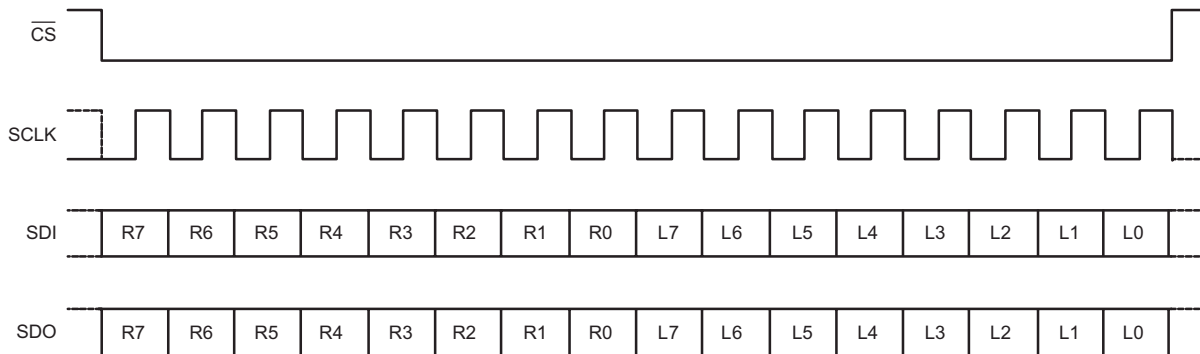 CS
SCLK
SDI R7 R6 R5 R4 R3 R2 R1 R0 L7 L6 L5 L4 L3 L2 L1 L0
SDO R7 R6 R5 R4 R3 R2 R1 R0 L7 L6 L5 L4 L3 L2 L1 L0